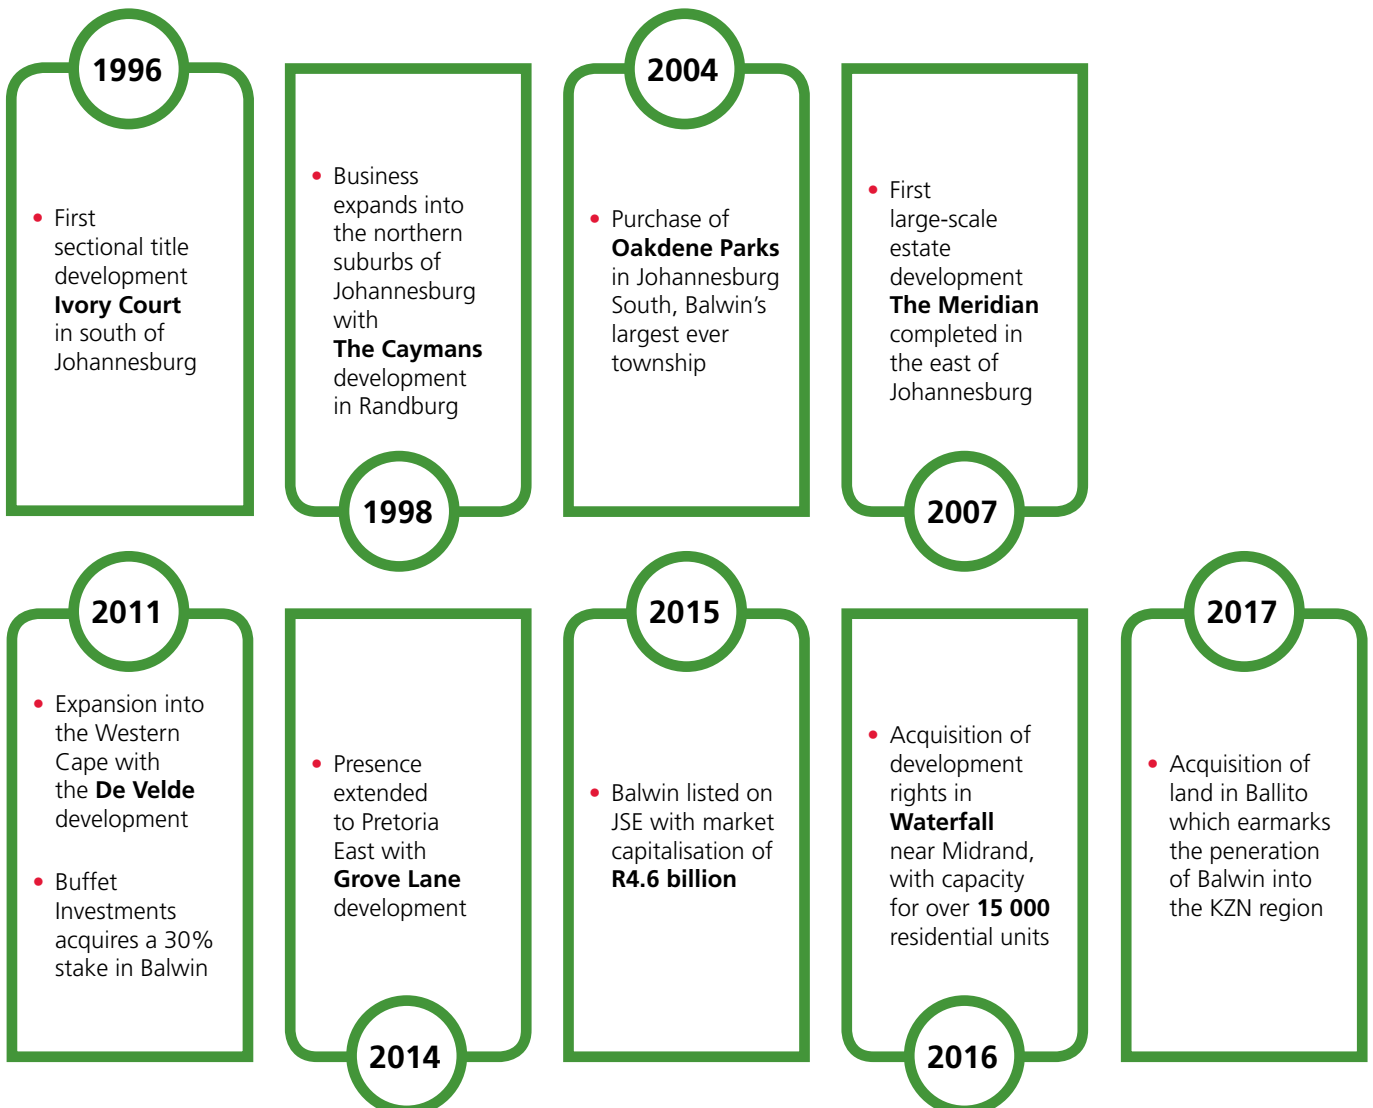 1996
• First
sectional title
development
Ivory Court
in south of
Johannesburg
• Business
expands into
the northern
suburbs of
Johannesburg
with
The Caymans
development
in Randburg
1998
2004
• Purchase of
Oakdene Parks
in Johannesburg
South, Balwin’s
largest ever
township
• First
large-scale
estate
development
The Meridian
completed in
the east of
Johannesburg
2007
2011
• Expansion into
the Western
Cape with
the De Velde
development
• Buffet
Investments
acquires a 30%
stake in Balwin
• Presence
extended
to Pretoria
East with
Grove Lane
development
2014
2015
• Balwin listed on
JSE with market
capitalisation of
R4.6 billion
• Acquisition of
development
rights in
Waterfall
near Midrand,
with capacity
for over 15 000
residential units
2016
2017
• Acquisition of
land in Ballito
which earmarks
the peneration
of Balwin into
the KZN region